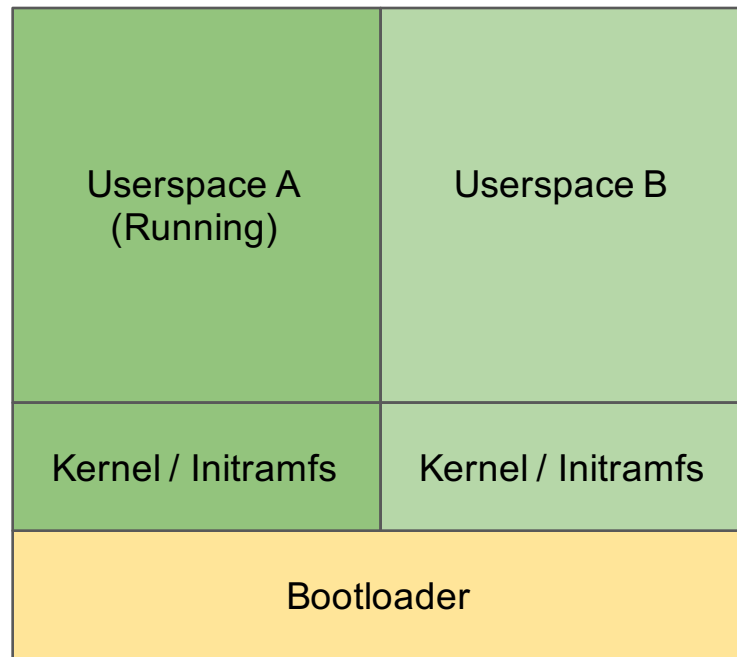 Userspace A
(Running)
Userspace B
Kernel / Initramfs
Kernel / Initramfs
Bootloader